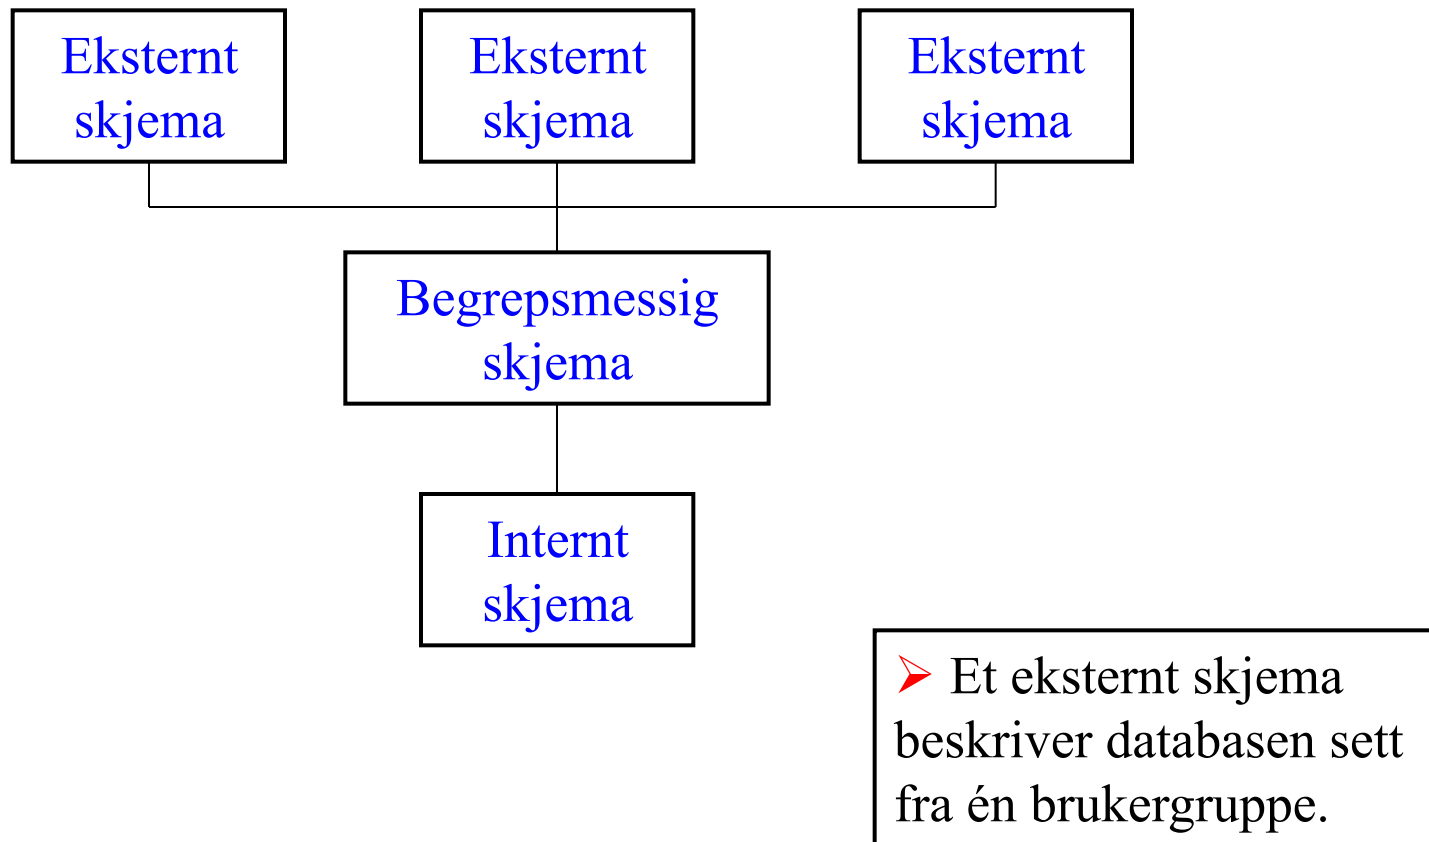 Eksternt
skjema
Eksternt
skjema
Eksternt
skjema
Begrepsmessig
skjema
Internt
skjema
Et eksternt skjema
beskriver databasen sett
fra én brukergruppe.